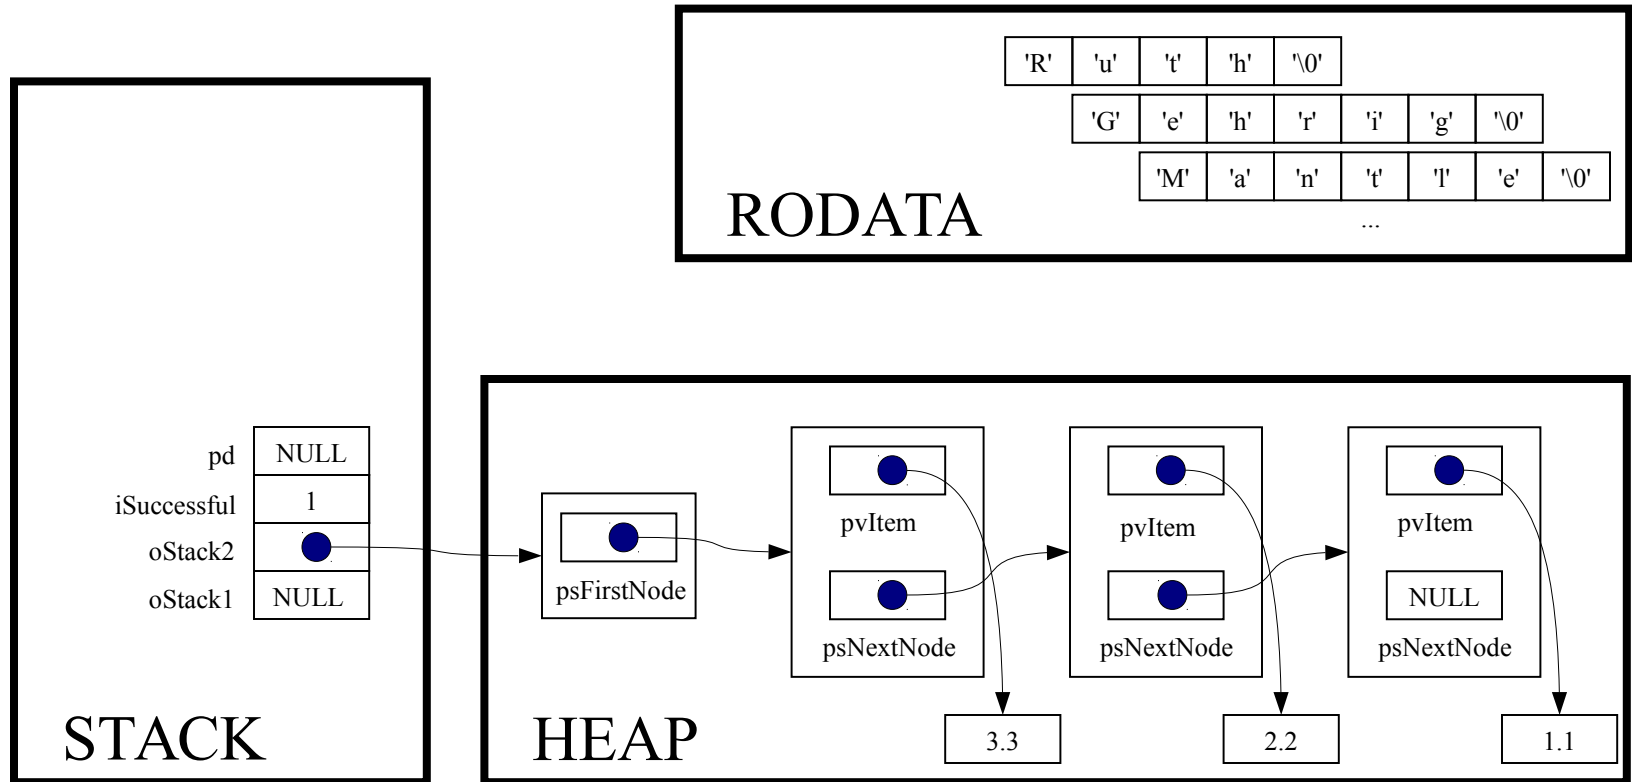 'R' 'u' 't' 'h' '\0'
'G' 'e' 'h' 'r' 'i' 'g' '\0'
'M' 'a' 'n' 't' 'l' 'e' '\0'
...
RODATA
pd NULL
iSuccessful 1
oStack2
oStack1 NULL
STACK
psFirstNode
pvItem
psNextNode
3.3
pvItem
psNextNode
2.2
pvItem
NULL
psNextNode
1.1
HEAP